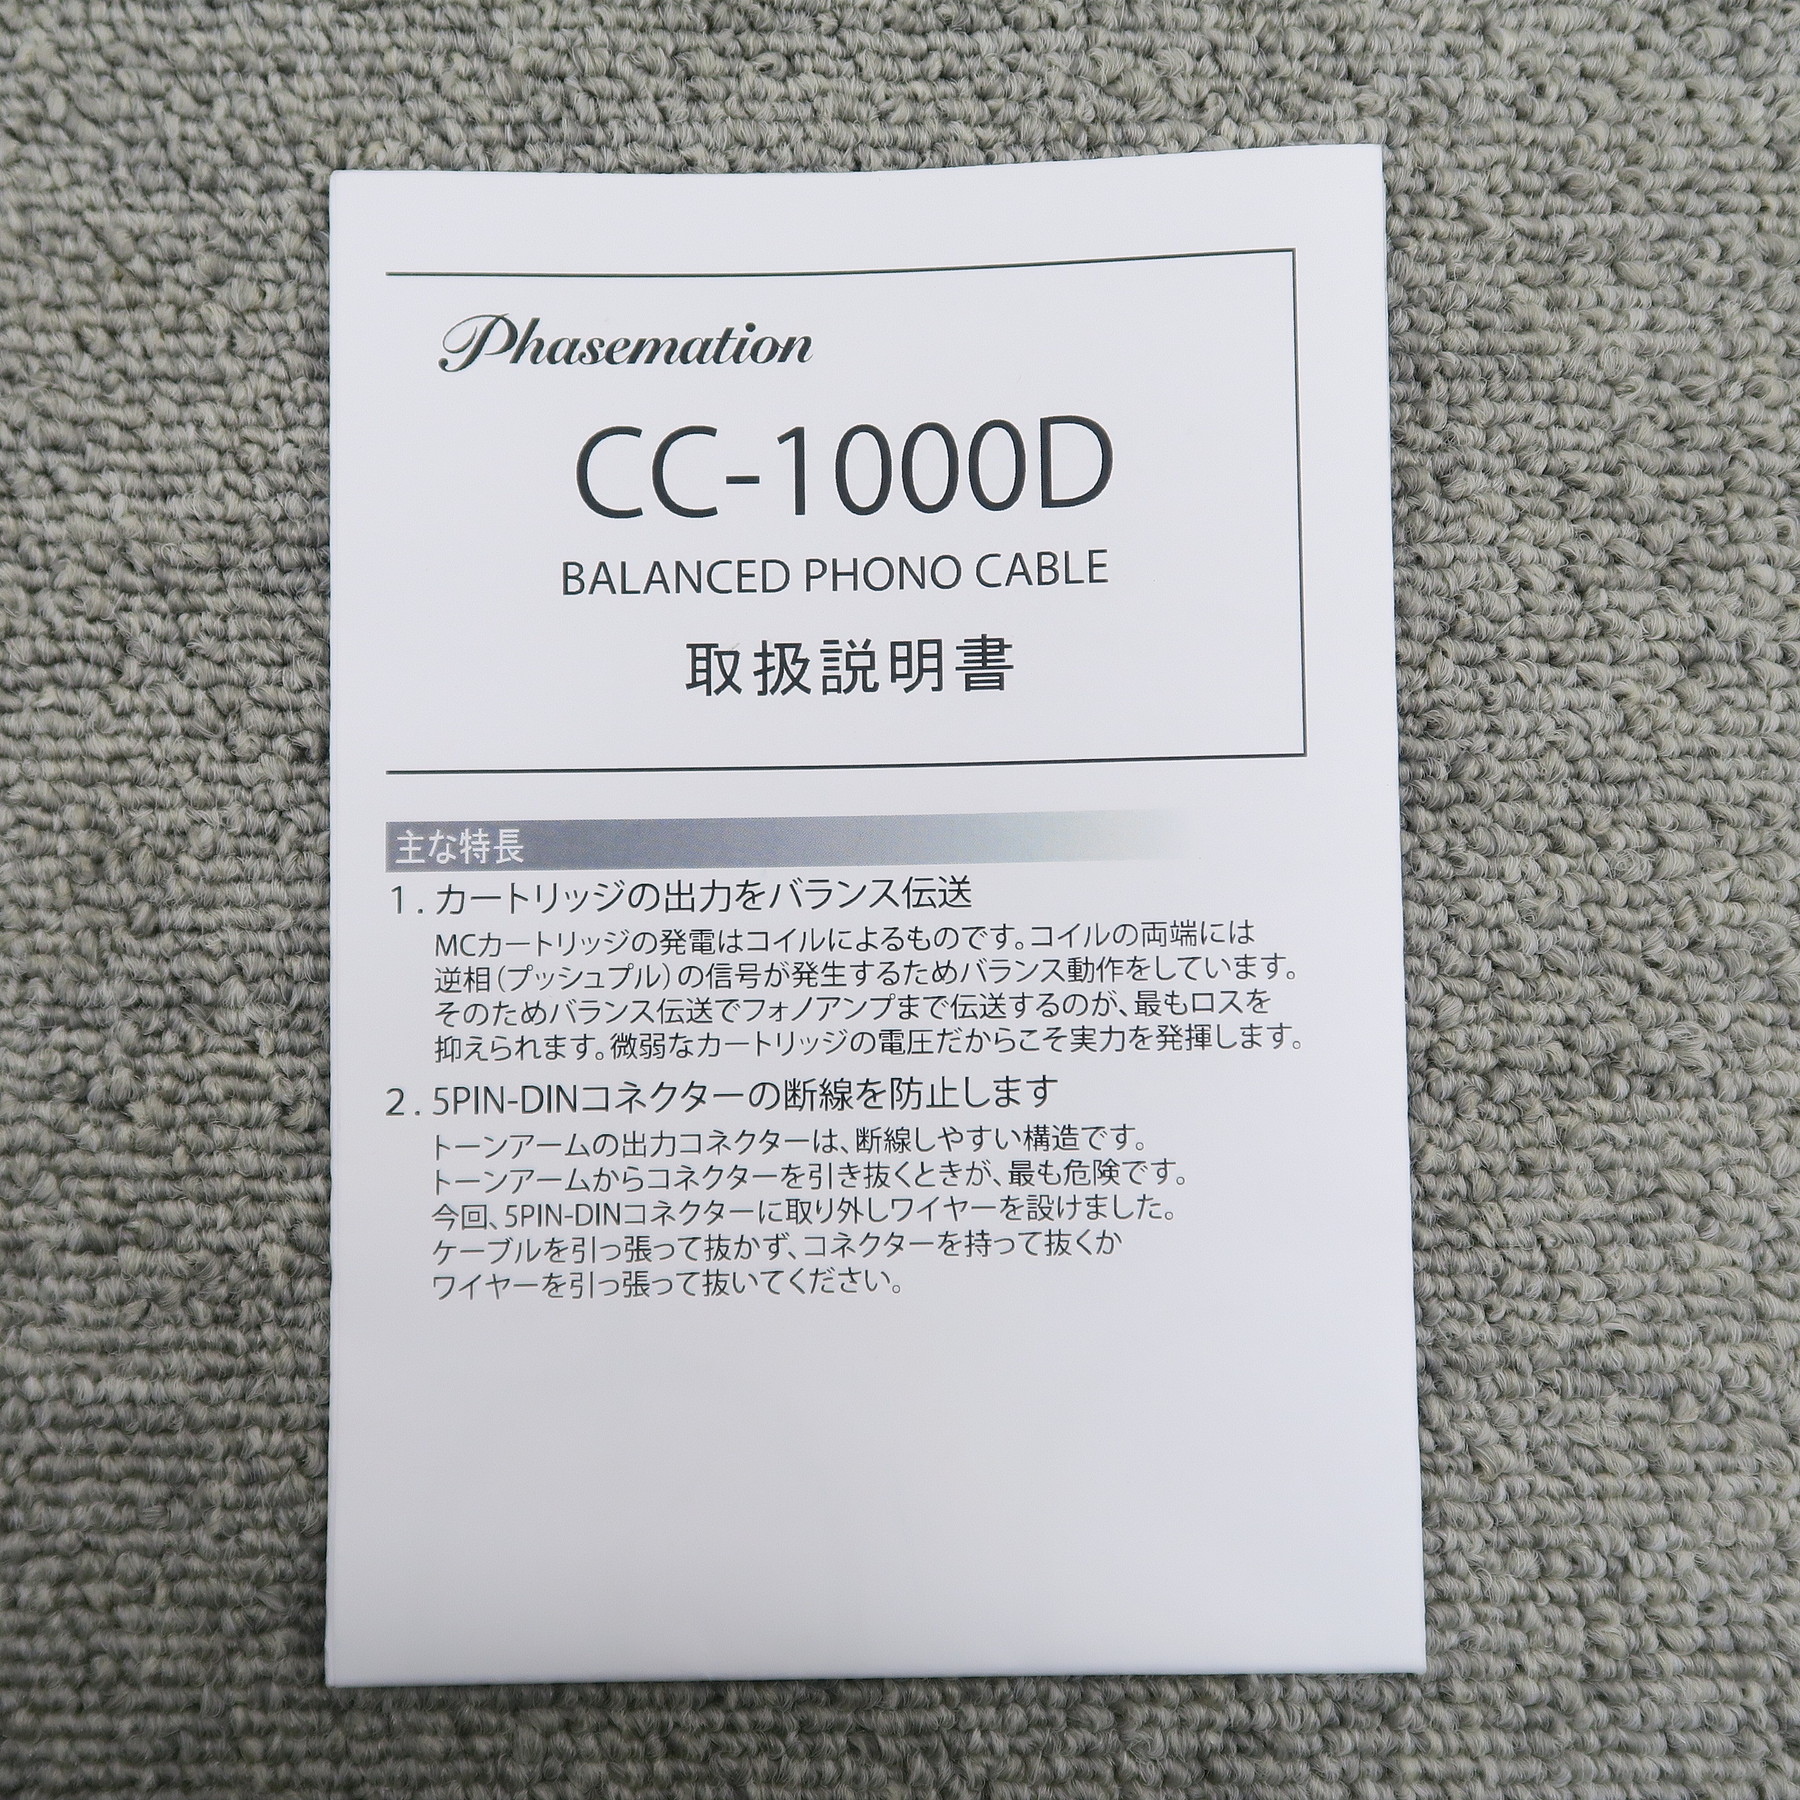 Phasemation
CC-1000D
BALANCED PHONO CABLE
取扱説明書
主な特長
1. カートリッジの出力をバランス伝送
MCカートリッジの発電はコイルによるものです。コイルの両端には
逆相(プッシュプル)の信号が発生するためバランス動作をしています。
そのためバランス伝送でフォノアンプまで伝送するのが、最もロスを
抑えられます。微弱なカートリッジの電圧だからこそ実力を発揮します。
2. 5PIN-DINコネクターの断線を防止します
トーンアームの出力コネクターは、断線しやすい構造です。
トーンアームからコネクターを引き抜くときが、最も危険です。
今回、5PIN-DINコネクターに取り外しワイヤーを設けました。
ケーブルを引っ張って抜かず、コネクターを持って抜くか
ワイヤーを引っ張って抜いてください。